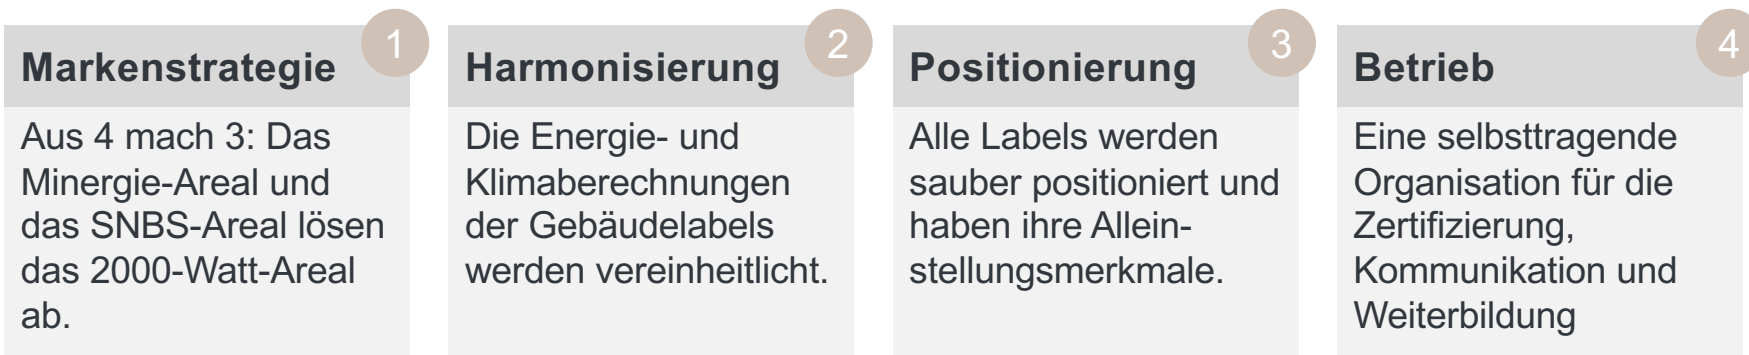 1
Markenstrategie
Aus 4 mach 3: Das
Minergie-Areal und
das SNBS-Areal lösen
das 2000-Watt-Areal
ab.
2
Harmonisierung
Die Energie- und
Klimaberechnungen
der Gebäudelabels
werden vereinheitlicht.
3
Positionierung
Alle Labels werden
sauber positioniert und
haben ihre Allein-
stellungsmerkmale.
4
Betrieb
Eine selbsttragende
Organisation für die
Zertifizierung,
Kommunikation und
Weiterbildung